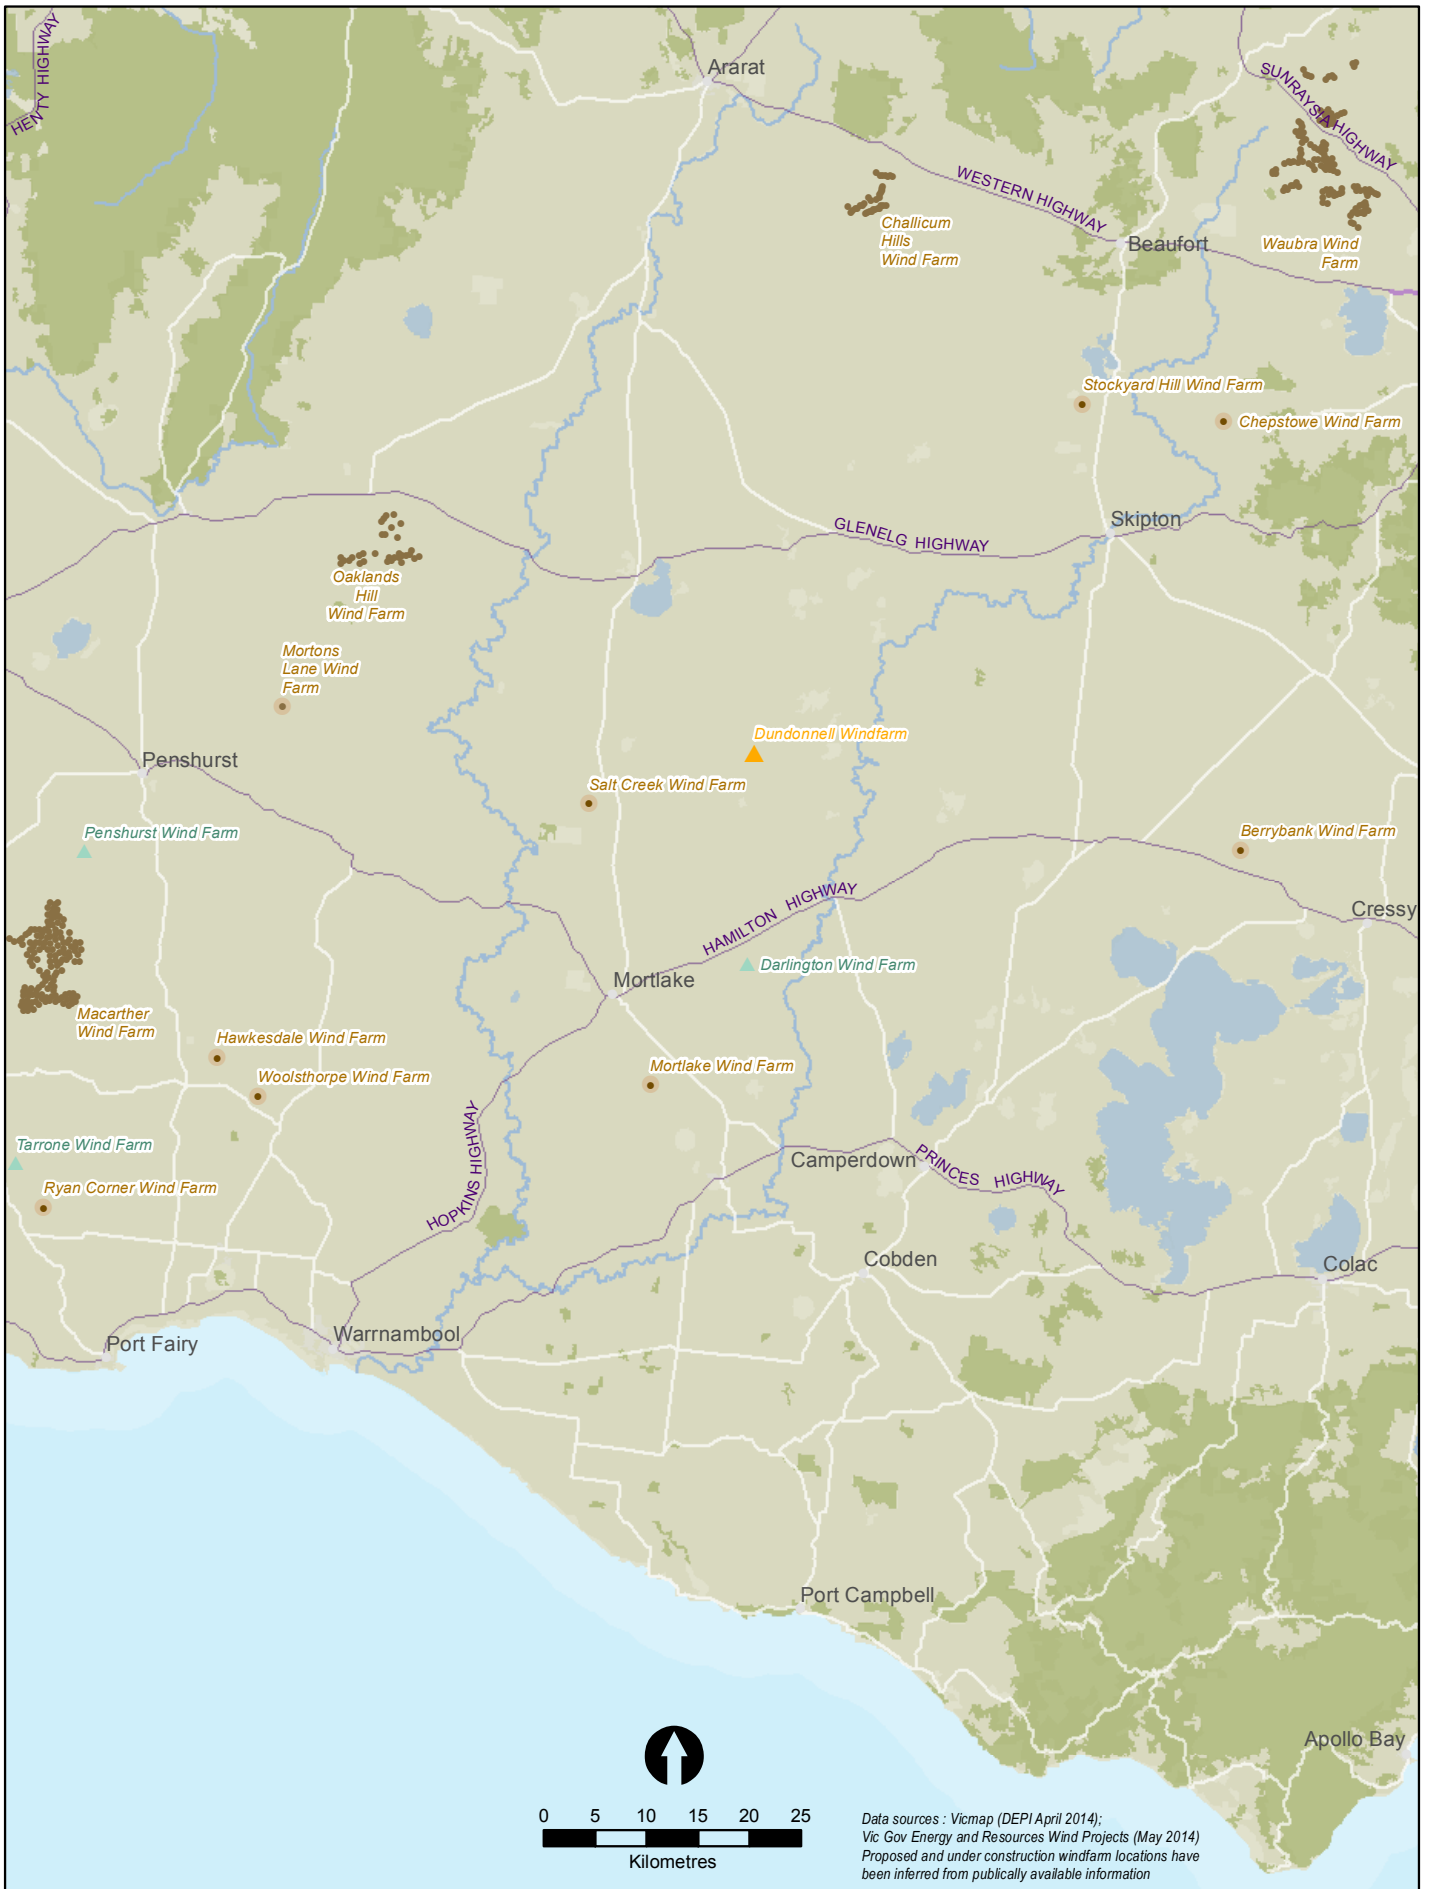 HENTY HIGHWAY
Ararat
SUNRAYSIA HIGHWAY
WESTERN HIGHWAY
Challicum
Hills
Wind Farm
Beaufort
Waubra Wind
Farm
Stockyard Hill Wind Farm
Chepstowe Wind Farm
GLENELG HIGHWAY
Skipton
Oaklands
Hill
Wind Farm
Mortons
Lane Wind
Farm
Dundonnell Windfarm
Penshurst
Salt Creek Wind Farm
Penshurst Wind Farm
Berrybank Wind Farm
HAMILTON HIGHWAY
Cressy
Darlington Wind Farm
Mortlake
Macarther
Wind Farm
Hawkesdale Wind Farm
Mortlake Wind Farm
Woolsthorpe Wind Farm
HOPKINS HIGHWAY
Tarrone Wind Farm
Camperdown
PRINCES HIGHWAY
Ryan Corner Wind Farm
Cobden
Colac
Warrnambool
Port Fairy
Port Campbell
Apollo Bay
0 5 10 15 20 25
Kilometres
Data sources : Vicmap (DEPI April 2014);
Vic Gov Energy and Resources Wind Projects (May 2014)
Proposed and under construction windfarm locations have
been inferred from publically available information